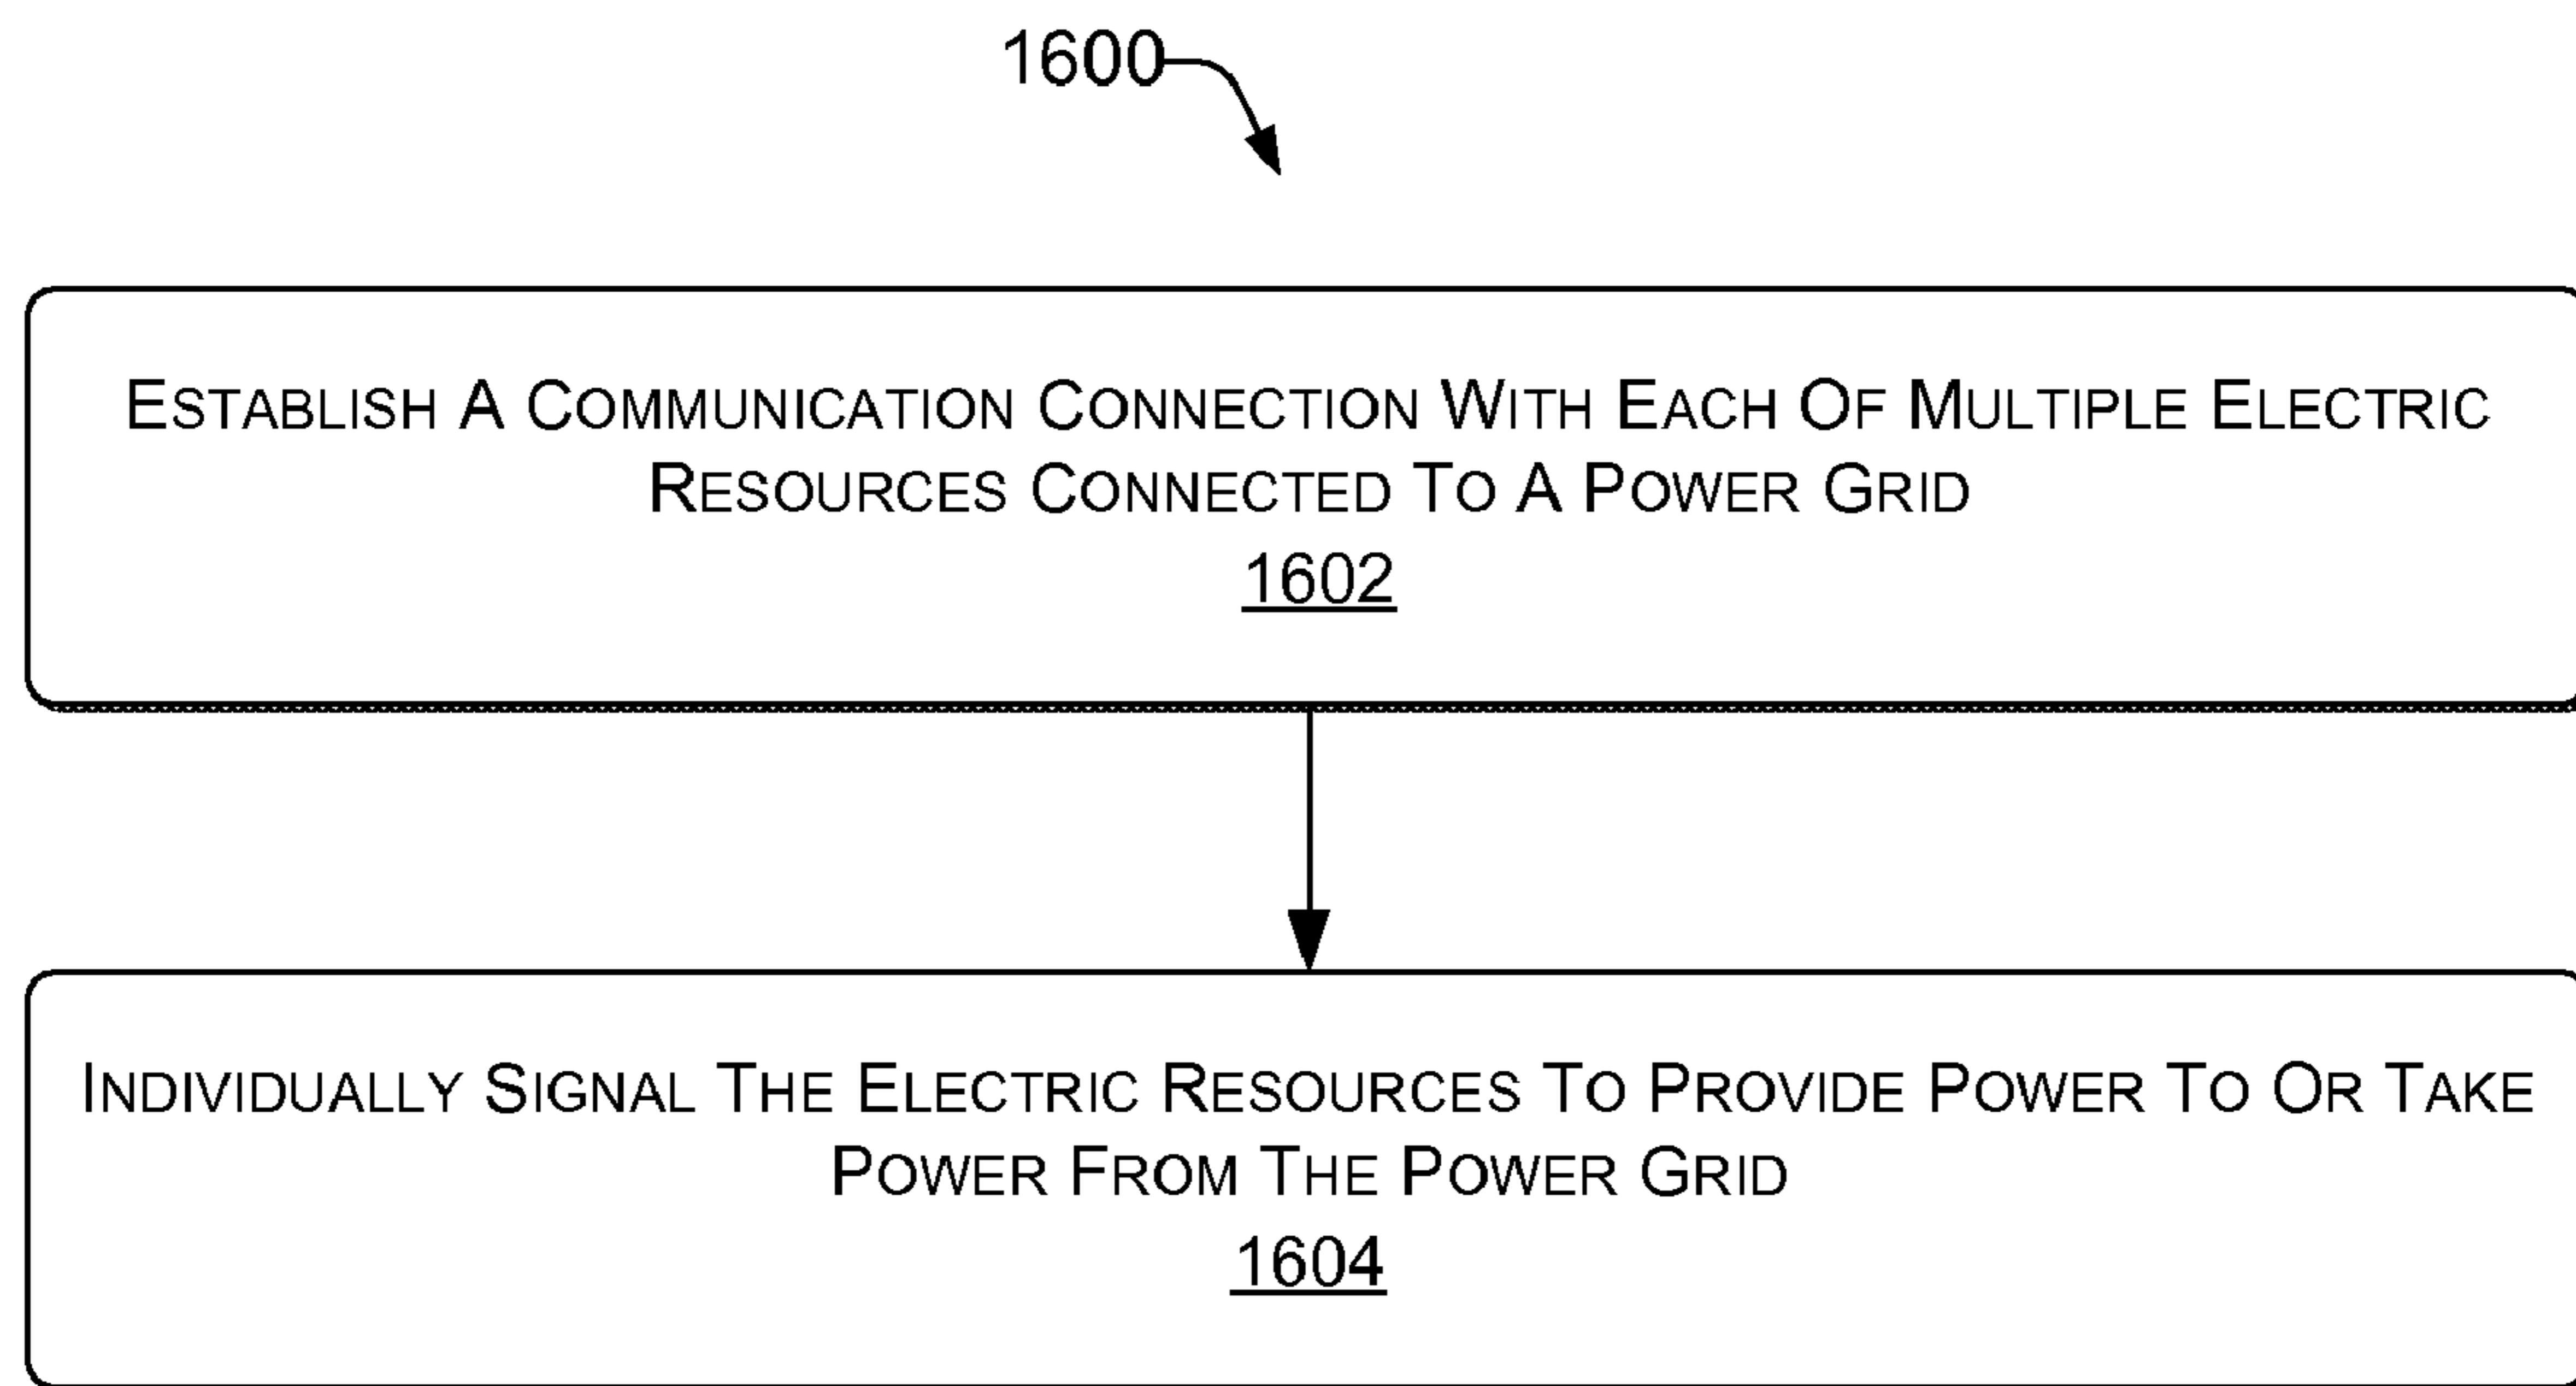 1600
ESTABLISH A COMMUNICATION CONNECTION WITH EACH OF MULTIPLE ELECTRIC
RESOURCES CONNECTED TO A POWER GRID
1602
INDIVIDUALLY SIGNAL THE ELECTRIC RESOURCES TO PROVIDE POWER TO OR TAKE
POWER FROM THE POWER GRID
1604